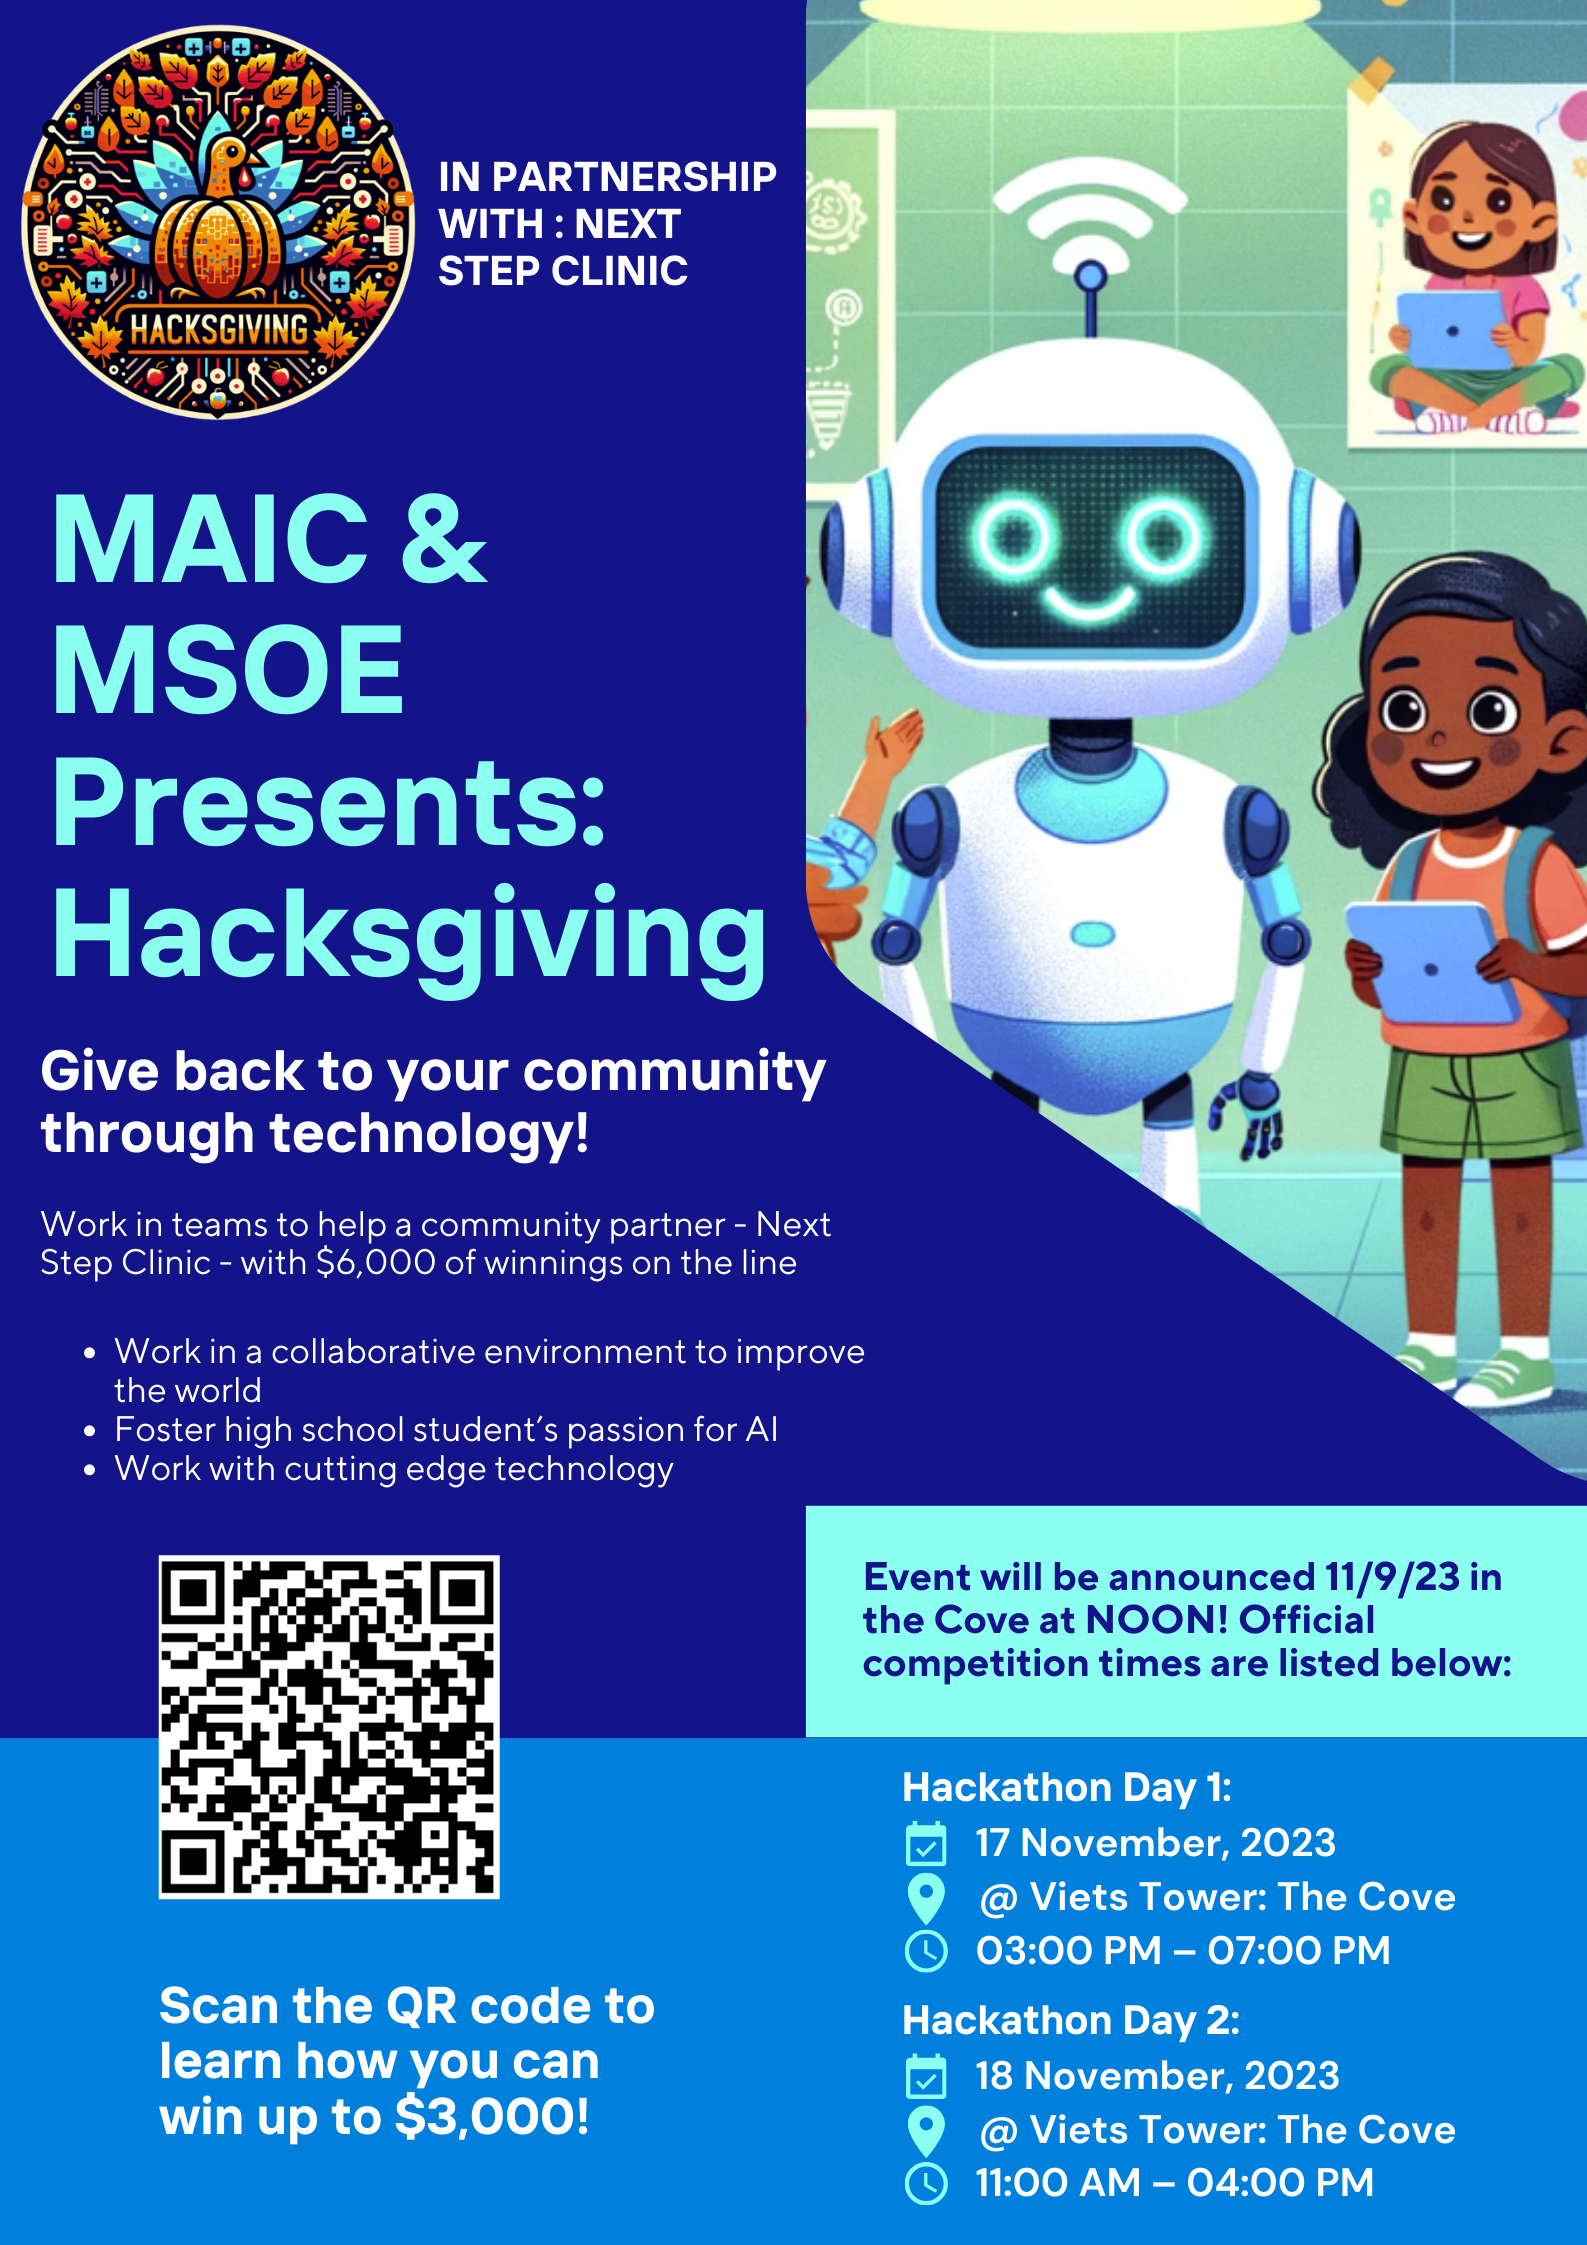 HACKSGIVING
IN PARTNERSHIP
WITH : NEXT
STEP CLINIC
MAIC &
MSOE
Presents:
Hacksgiving
Give back to your community
through technology!
Work in teams to help a community partner - Next
Step Clinic - with $6,000 of winnings on the line
• Work in a collaborative environment to improve
the world
• Foster high school student’s passion for AI
• Work with cutting edge technology
Event will be announced 11/9/23 in
the Cove at NOON! Official
competition times are listed below:
Hackathon Day 1:
17 November, 2023
@ Viets Tower: The Cove
03:00 PM – 07:00 PM
Hackathon Day 2:
18 November, 2023
@ Viets Tower: The Cove
11:00 AM – 04:00 PM
Scan the QR code to
learn how you can
win up to $3,000!